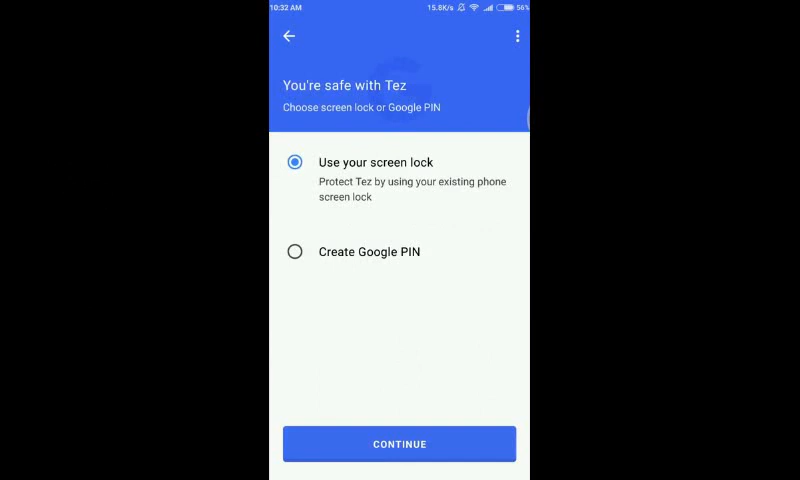 10:32 AM 15.8K/s 56%
You're safe with Tez
Choose screen lock or Google PIN
Use your screen lock
Protect Tez by using your existing phone
screen lock
Create Google PIN
CONTINUE